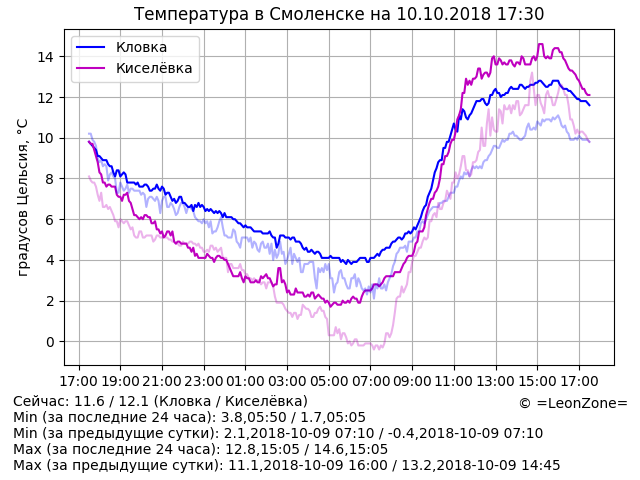 Температура в Смоленске на 10.10.2018 17:30
Кловка
Киселёвка
градусов Цельсия, °C
14
12
10
8
6
4
2
0
17:00 19:00 21:00 23:00 01:00 03:00 05:00 07:00 09:00 11:00 13:00 15:00 17:00
Сейчас: 11.6 / 12.1 (Кловка / Киселёвка)
© =LeonZone=
Min (за последние 24 часа): 3.8,05:50 / 1.7,05:05
Min (за предыдущие сутки): 2.1,2018-10-09 07:10 / -0.4,2018-10-09 07:10
Max (за последние 24 часа): 12.8,15:05 / 14.6,15:05
Max (за предыдущие сутки): 11.1,2018-10-09 16:00 / 13.2,2018-10-09 14:45